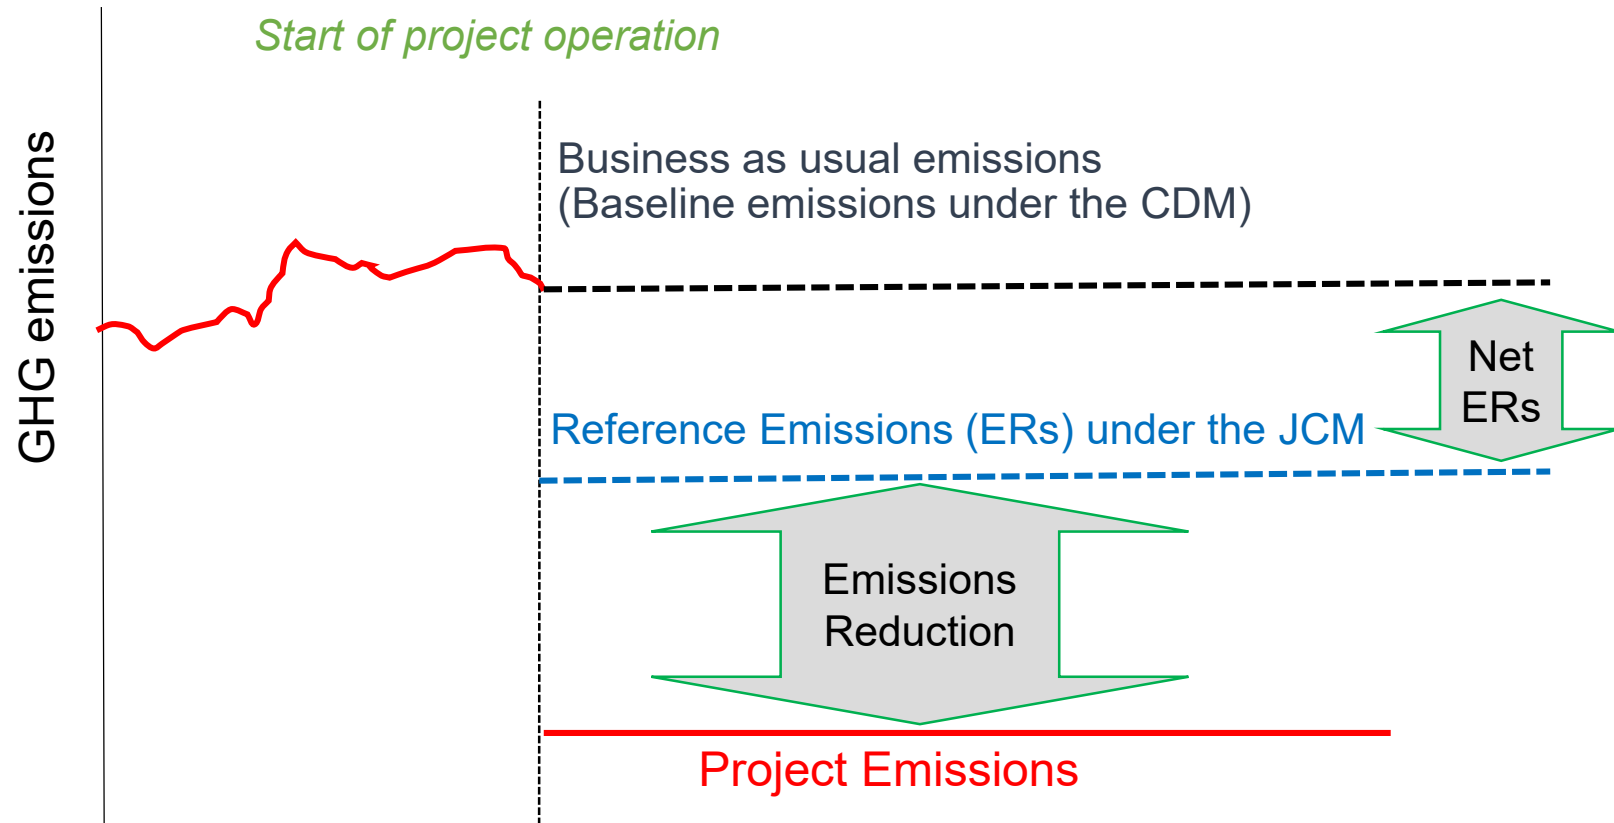 Start of project operation
GHG emissions
Business as usual emissions
(Baseline emissions under the CDM)
Net
ERs
Reference Emissions (ERs) under the JCM
Emissions
Reduction
Project Emissions